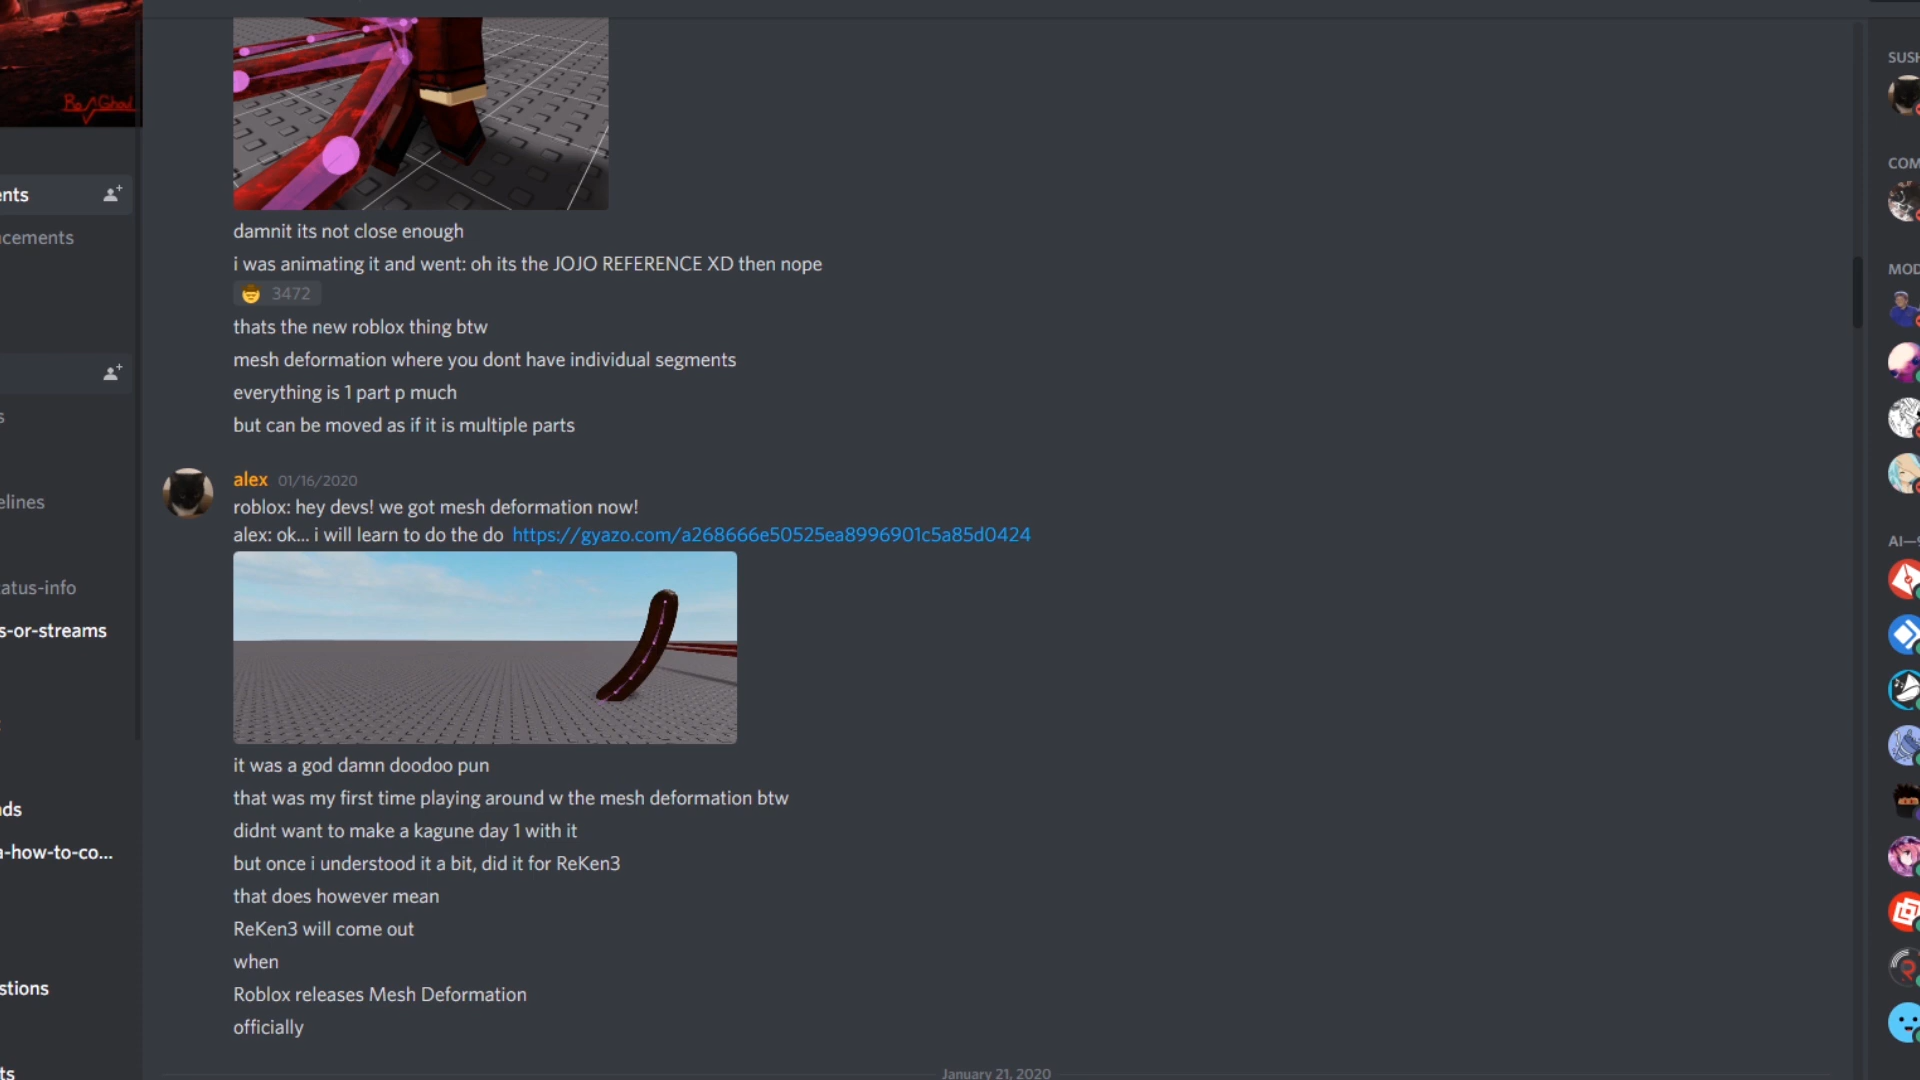 Ro Ghoul
ents
cements
s
elines
atus-info
s-or-streams
ds
a-how-to-co...
stions
ts
damnit its not close enough
i was animating it and went: oh its the JOJO REFERENCE XD then nope
3472
thats the new roblox thing btw
mesh deformation where you dont have individual segments
everything is 1 part p much
but can be moved as if it is multiple parts
alex 01/16/2020
roblox: hey devs! we got mesh deformation now!
alex: ok... i will learn to do the do https://gyazo.com/a268666e50525ea8996901c5a85d0424
it was a god damn doodoo pun
that was my first time playing around w the mesh deformation btw
didnt want to make a kagune day 1 with it
but once i understood it a bit, did it for ReKen3
that does however mean
ReKen3 will come out
when
Roblox releases Mesh Deformation
officially
January 21, 2020
SUSH
COM
MOD
AI—9